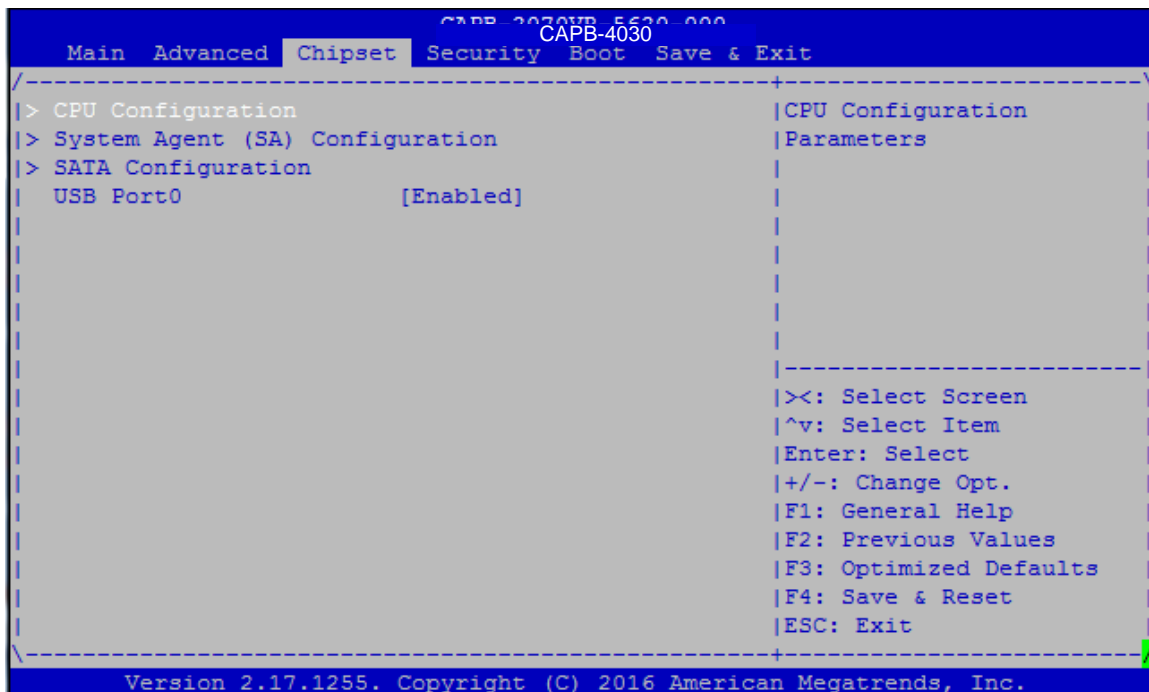 CAPB-4030
Main Advanced Chipset Security Boot Save & Exit
/----------------------------------------------------+-------------------------\
|> CPU Configuration |CPU Configuration |
|> System Agent (SA) Configuration |Parameters |
|> SATA Configuration | |
| USB Port0 [Enabled] | |
| | |
| | |
| | |
| | |
| | |
| |-------------------------|
| |><: Select Screen |
| |^v: Select Item |
| |Enter: Select |
| |+/-: Change Opt. |
| |F1: General Help |
| |F2: Previous Values |
| |F3: Optimized Defaults |
| |F4: Save & Reset |
| |ESC: Exit |
\----------------------------------------------------+-------------------------/
Version 2.17.1255. Copyright (C) 2016 American Megatrends, Inc.